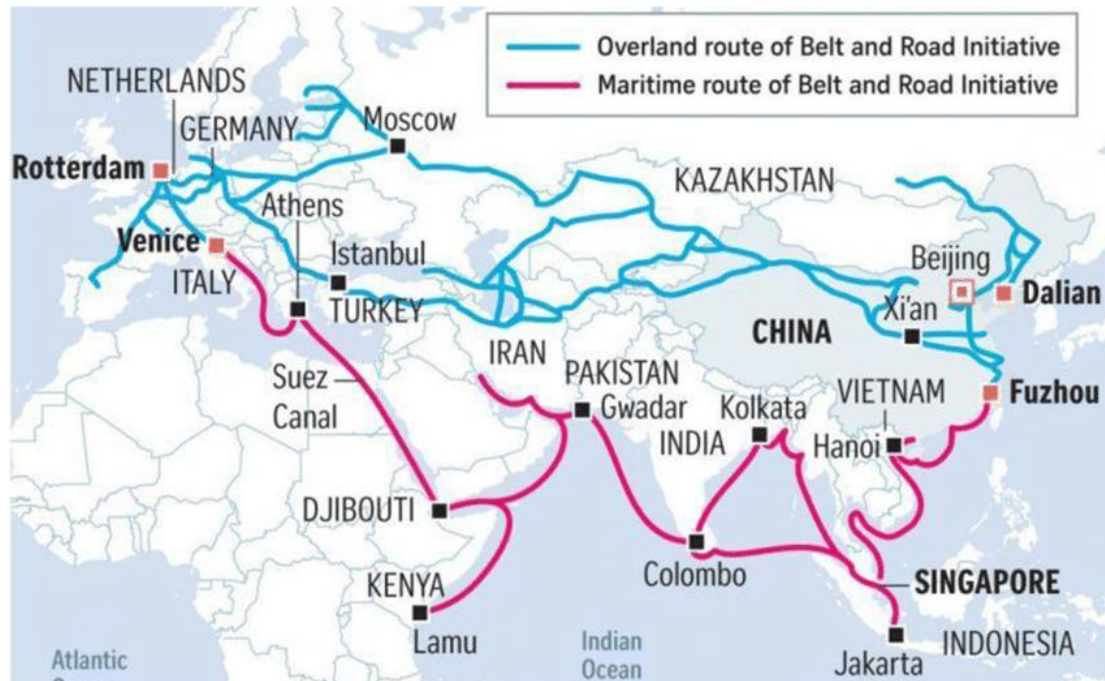 Overland route of Belt and Road Initiative
Maritime route of Belt and Road Initiative
NETHERLANDS
GERMANY
Moscow
Rotterdam
KAZAKHSTAN
Athens
Venice
Istanbul
Beijing
ITALY
TURKEY
Dalian
Xi'an
CHINA
IRAN
Suez
Canal
PAKISTAN
Gwadar
Kolkata
INDIA
VIETNAM
Hanoi
Fuzhou
DJIBOUTI
Colombo
KENYA
Lamu
SINGAPORE
Indian
Ocean
Jakarta
INDONESIA
Atlantic